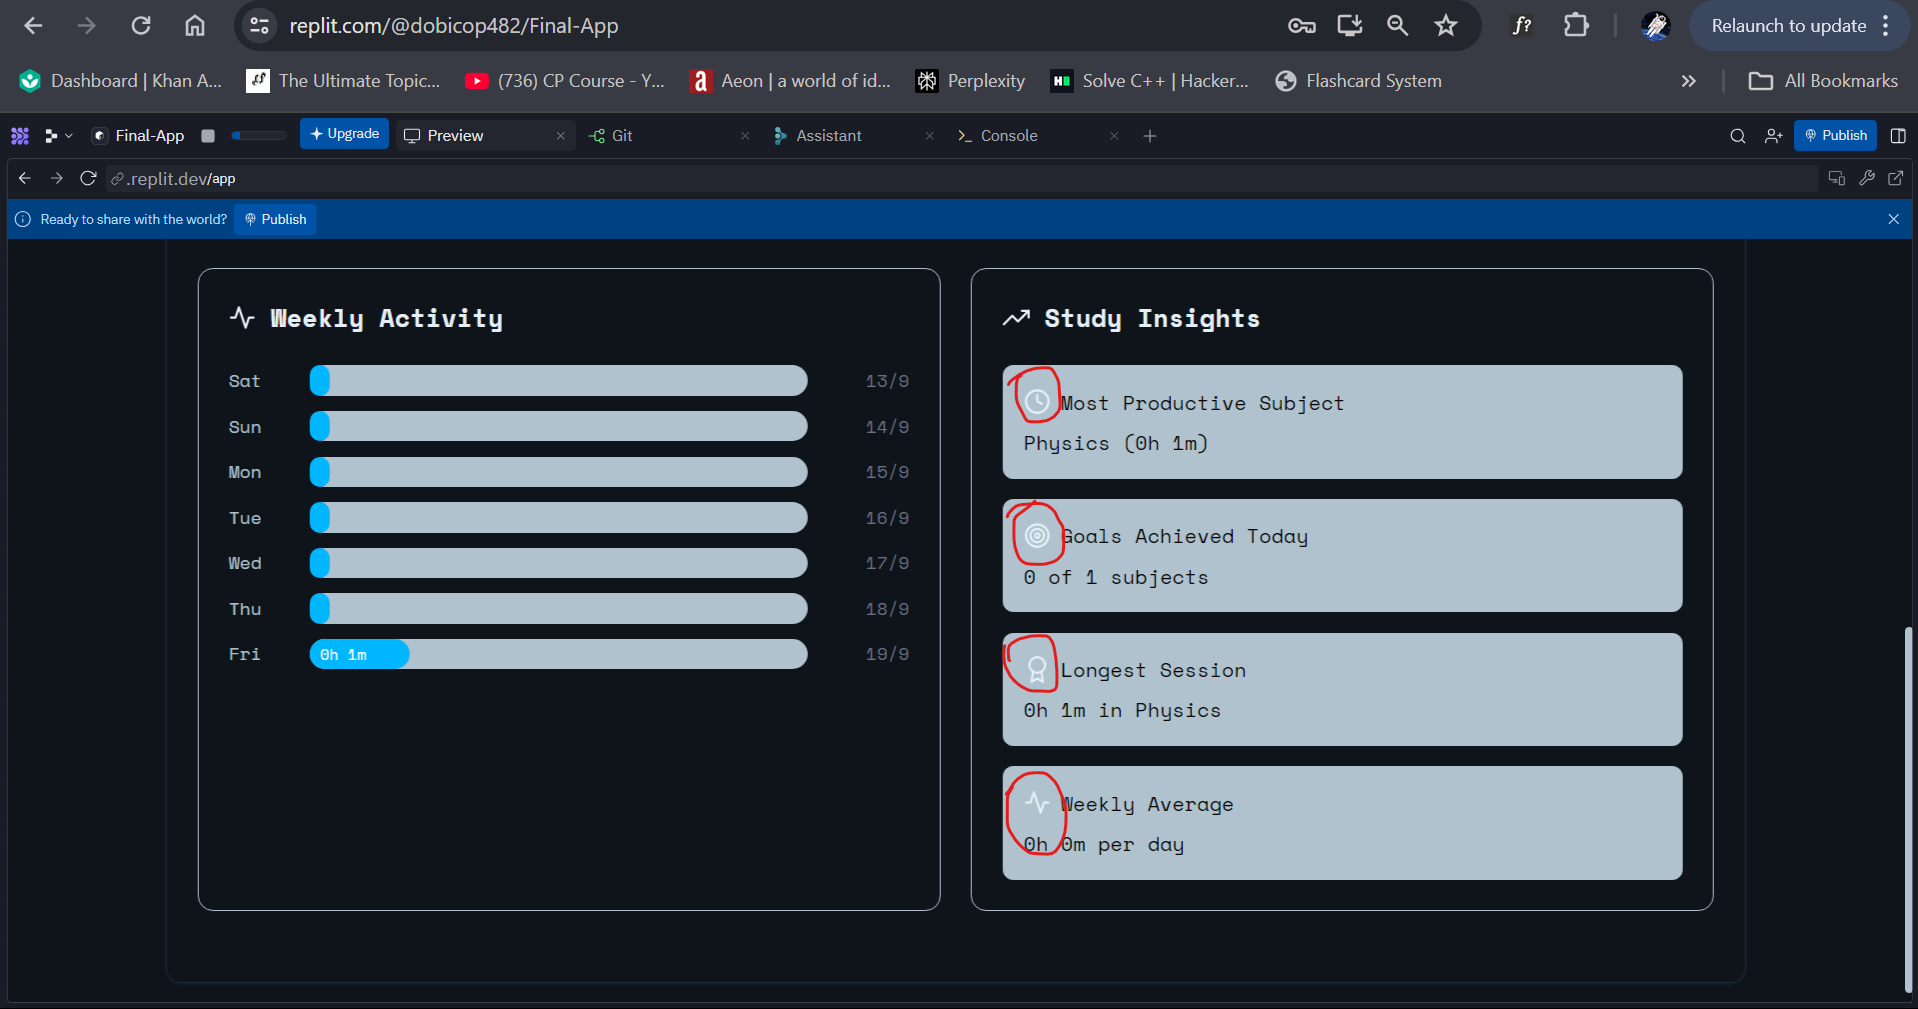 replit.com/@dobicop482/Final-App
Relaunch to update
Dashboard | Khan A...
The Ultimate Topic...
(736) CP Course - Y...
Aeon | a world of id...
Perplexity
Solve C++ | Hacker...
Flashcard System
All Bookmarks
Final-App
Upgrade
Preview
Git
Assistant
Console
Publish
.replit.dev/app
Ready to share with the world?
Publish
Weekly Activity
Sat 13/9
Sun 14/9
Mon 15/9
Tue 16/9
Wed 17/9
Thu 18/9
Fri 0h 1m 19/9
Study Insights
Most Productive Subject
Physics (0h 1m)
Goals Achieved Today
0 of 1 subjects
Longest Session
0h 1m in Physics
Weekly Average
0h 0m per day